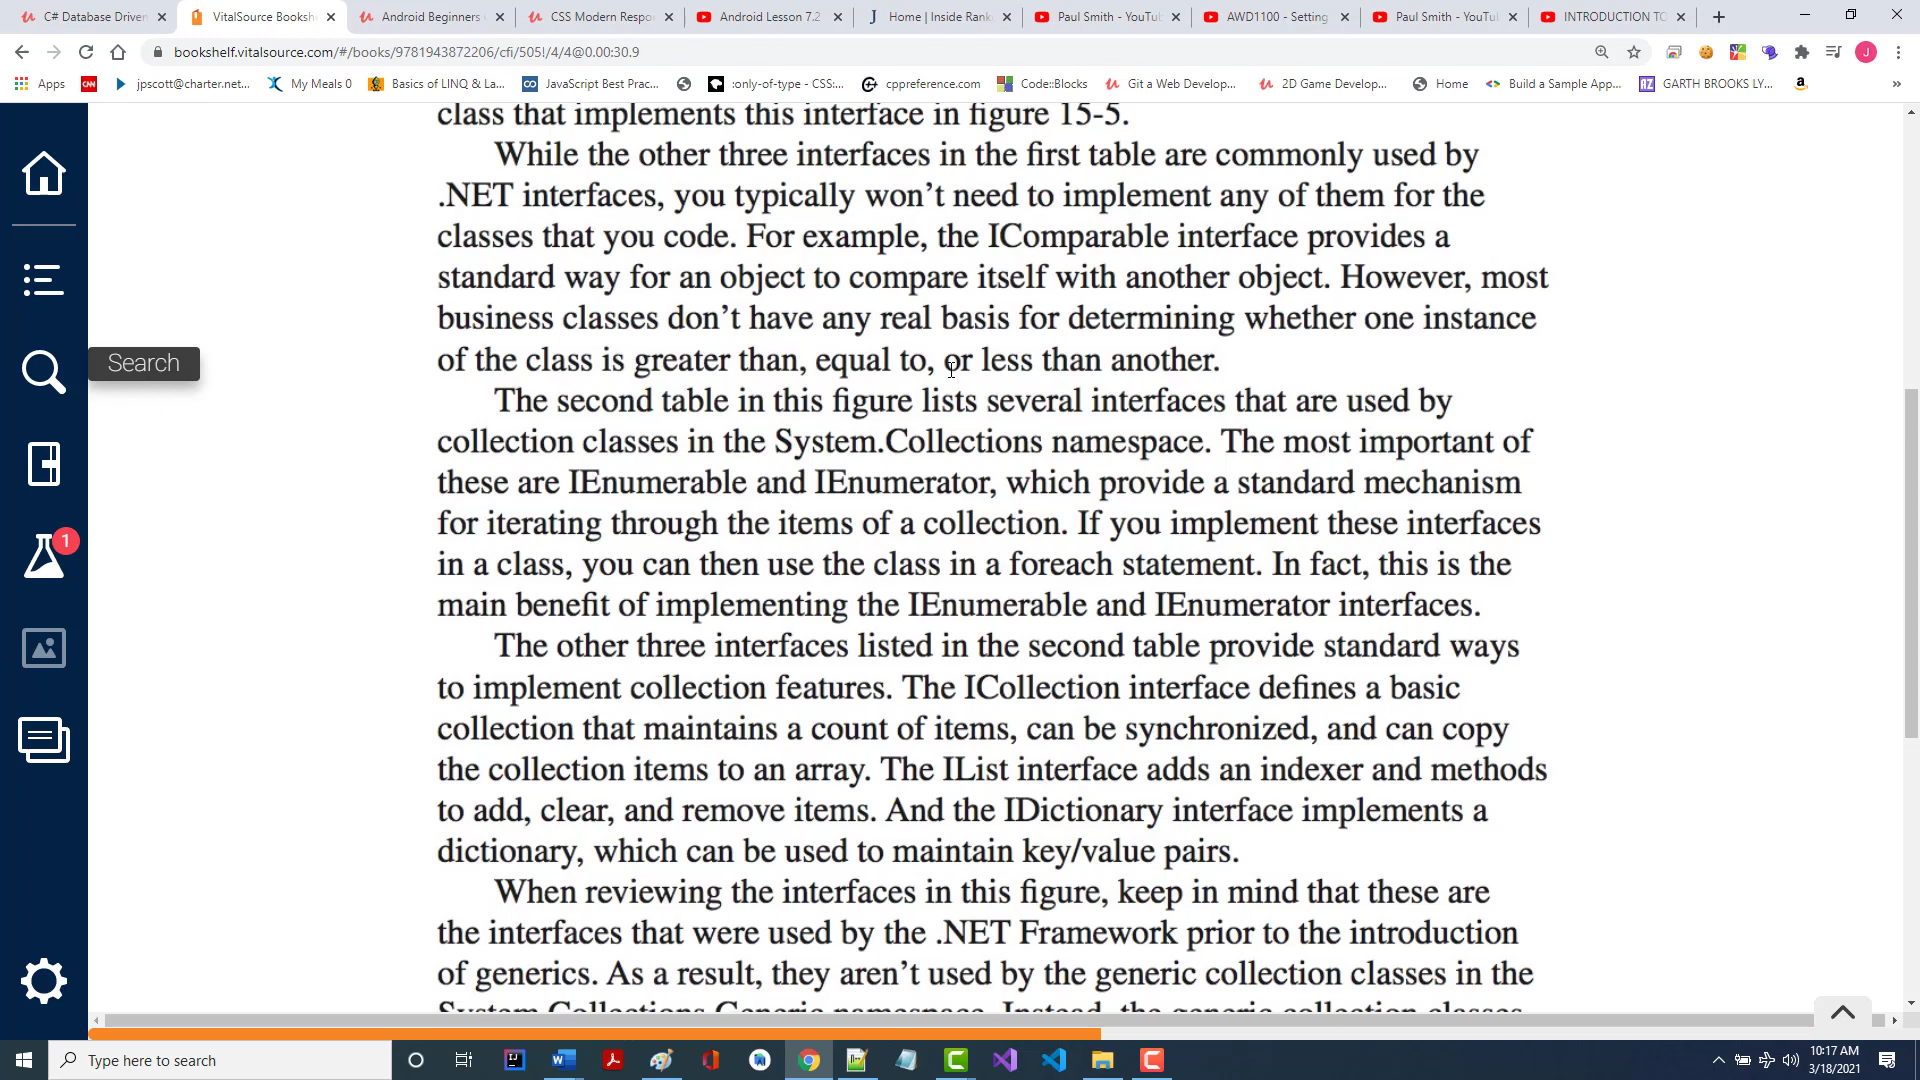 C# Database Driven
VitalSource Booksh
Android Beginners
CSS Modern Respo
Android Lesson 7.2
Home | Inside Rank
Paul Smith - YouTu
AWD1100 - Setting
Paul Smith - YouTu
INTRODUCTION TO
bookshelf.vitalsource.com/#/books/9781943872206/cfi/505!/4/4@0.00:30.9
J
Apps
CNN
jpscott@charter.net...
My Meals 0
Basics of LINQ & La...
JavaScript Best Prac...
:only-of-type - CSS:...
cppreference.com
Code::Blocks
Git a Web Develop...
2D Game Develop...
Home
Build a Sample App...
GARTH BROOKS LY...
class that implements this interface in figure 15-5.
While the other three interfaces in the first table are commonly used by
.NET interfaces, you typically won't need to implement any of them for the
classes that you code. For example, the IComparable interface provides a
standard way for an object to compare itself with another object. However, most
business classes don't have any real basis for determining whether one instance
of the class is greater than, equal to, or less than another.
Search
The second table in this figure lists several interfaces that are used by
collection classes in the System.Collections namespace. The most important of
these are IEnumerable and IEnumerator, which provide a standard mechanism
for iterating through the items of a collection. If you implement these interfaces
in a class, you can then use the class in a foreach statement. In fact, this is the
main benefit of implementing the IEnumerable and IEnumerator interfaces.
1
The other three interfaces listed in the second table provide standard ways
to implement collection features. The ICollection interface defines a basic
collection that maintains a count of items, can be synchronized, and can copy
the collection items to an array. The IList interface adds an indexer and methods
to add, clear, and remove items. And the IDictionary interface implements a
dictionary, which can be used to maintain key/value pairs.
When reviewing the interfaces in this figure, keep in mind that these are
the interfaces that were used by the .NET Framework prior to the introduction
of generics. As a result, they aren't used by the generic collection classes in the
System.Collections.Generic namespace. Instead, the generic collection classes
Type here to search
10:17 AM
3/18/2021